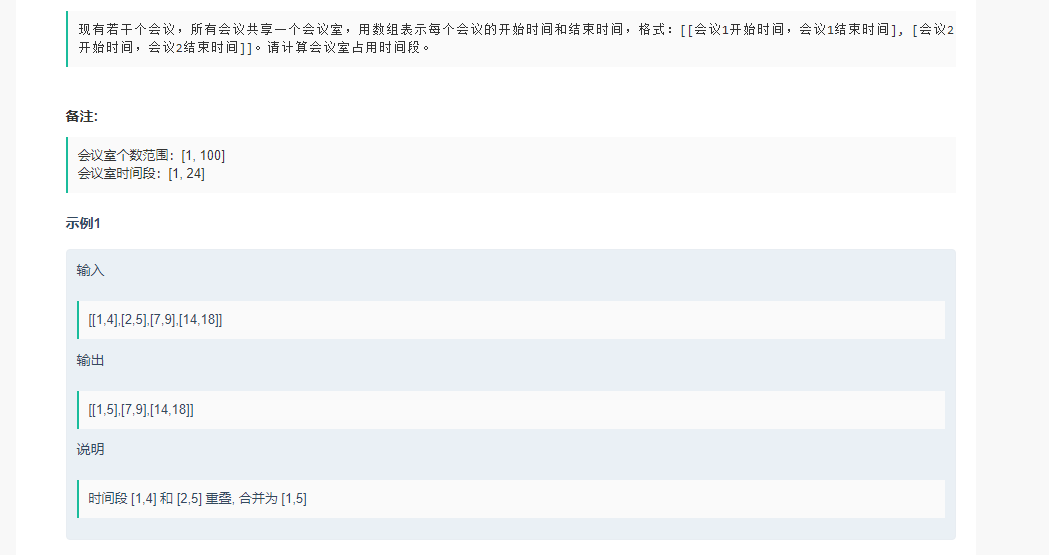 现有若干个会议，所有会议共享一个会议室，用数组表示每个会议的开始时间和结束时间，格式：[[会议1开始时间，会议1结束时间], [会议2
开始时间，会议2结束时间]]。请计算会议室占用时间段。
备注:
会议室个数范围：[1, 100]
会议室时间段：[1, 24]
示例1
输入
[[1,4],[2,5],[7,9],[14,18]]
输出
[[1,5],[7,9],[14,18]]
说明
时间段 [1,4] 和 [2,5] 重叠, 合并为 [1,5]